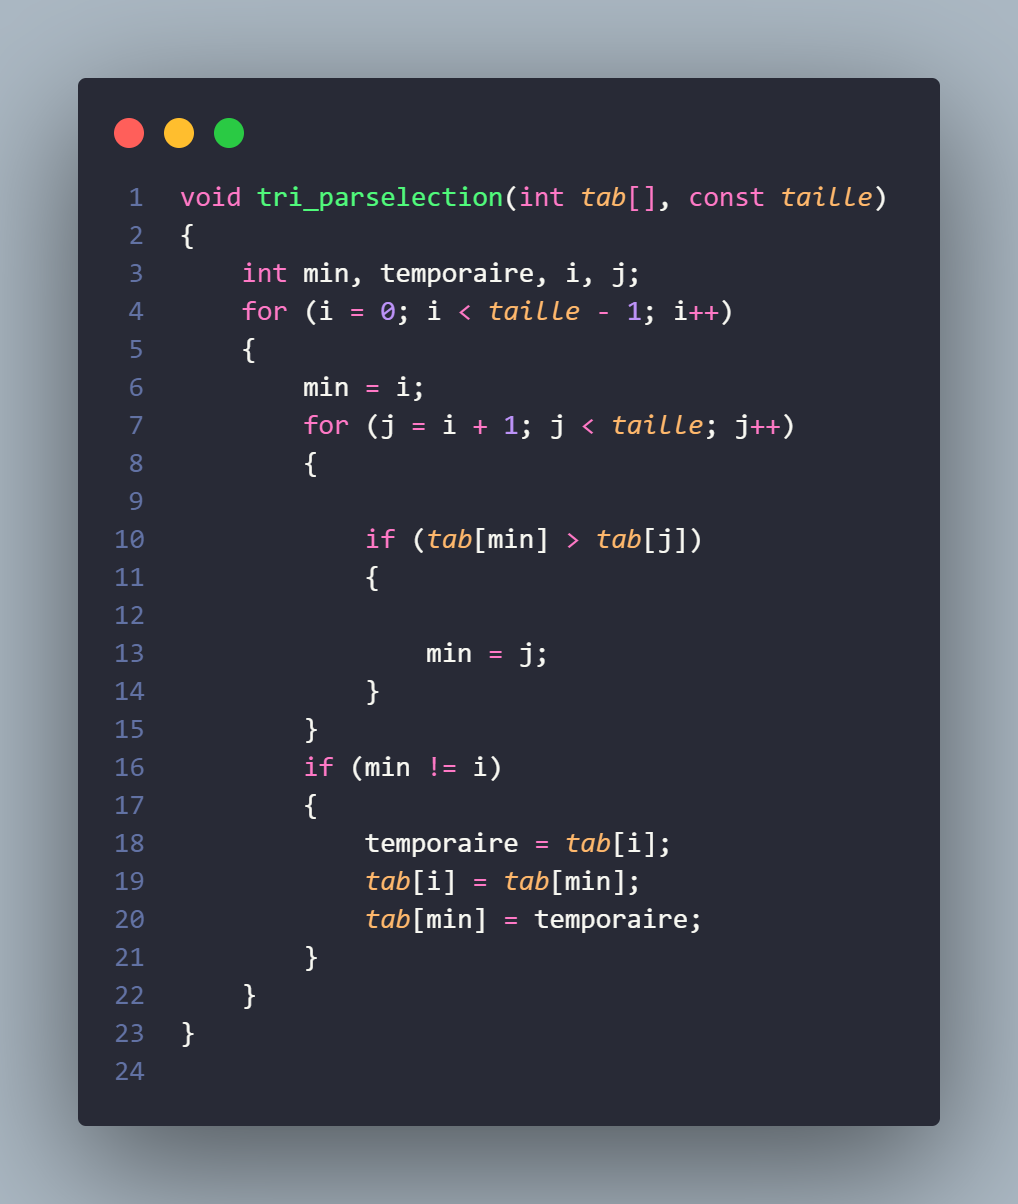 1 void tri_parselection(int tab[], const taille)
2 {
3     int min, temporaire, i, j;
4     for (i = 0; i < taille - 1; i++)
5     {
6         min = i;
7         for (j = i + 1; j < taille; j++)
8         {
9
10             if (tab[min] > tab[j])
11             {
12
13                 min = j;
14             }
15         }
16         if (min != i)
17         {
18             temporaire = tab[i];
19             tab[i] = tab[min];
20             tab[min] = temporaire;
21         }
22     }
23 }
24